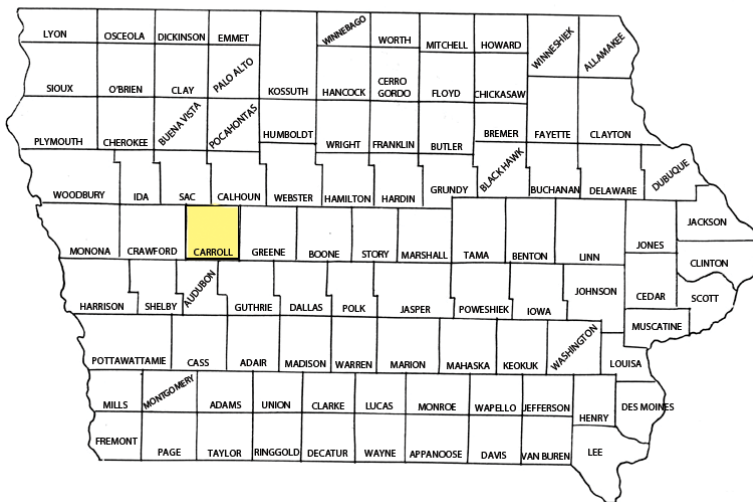 LYON OSCEOLA DICKINSON EMMET WINNEBAGO WORTH MITCHELL HOWARD WINNESHIEK ALLAMAKEE
SIOUX O'BRIEN CLAY PALO ALTO KOSSUTH HANCOCK CERRO GORDO FLOYD CHICKASAW
PLYMOUTH CHEROKEE BUENA VISTA POCAHONTAS HUMBOLDT WRIGHT FRANKLIN BUTLER BREMER FAYETTE CLAYTON
WOODBURY IDA SAC CALHOUN WEBSTER HAMILTON HARDIN GRUNDY BLACK HAWK BUCHANAN DELAWARE DUBUQUE
MONONA CRAWFORD CARROLL GREENE BOONE STORY MARSHALL TAMA BENTON LINN JONES JACKSON
CLINTON
HARRISON SHELBY AUDUBON GUTHRIE DALLAS POLK JASPER POWESHIEK IOWA JOHNSON CEDAR SCOTT
MUSCATINE
POTTAWATTAMIE CASS ADAIR MADISON WARREN MARION MAHASKA KEOKUK WASHINGTON LOUISA
MILLS MONTGOMERY ADAMS UNION CLARKE LUCAS MONROE WAPELLO JEFFERSON HENRY DES MOINES
FREMONT PAGE TAYLOR RINGGOLD DECATUR WAYNE APPANOOSE DAVIS VAN BUREN LEE